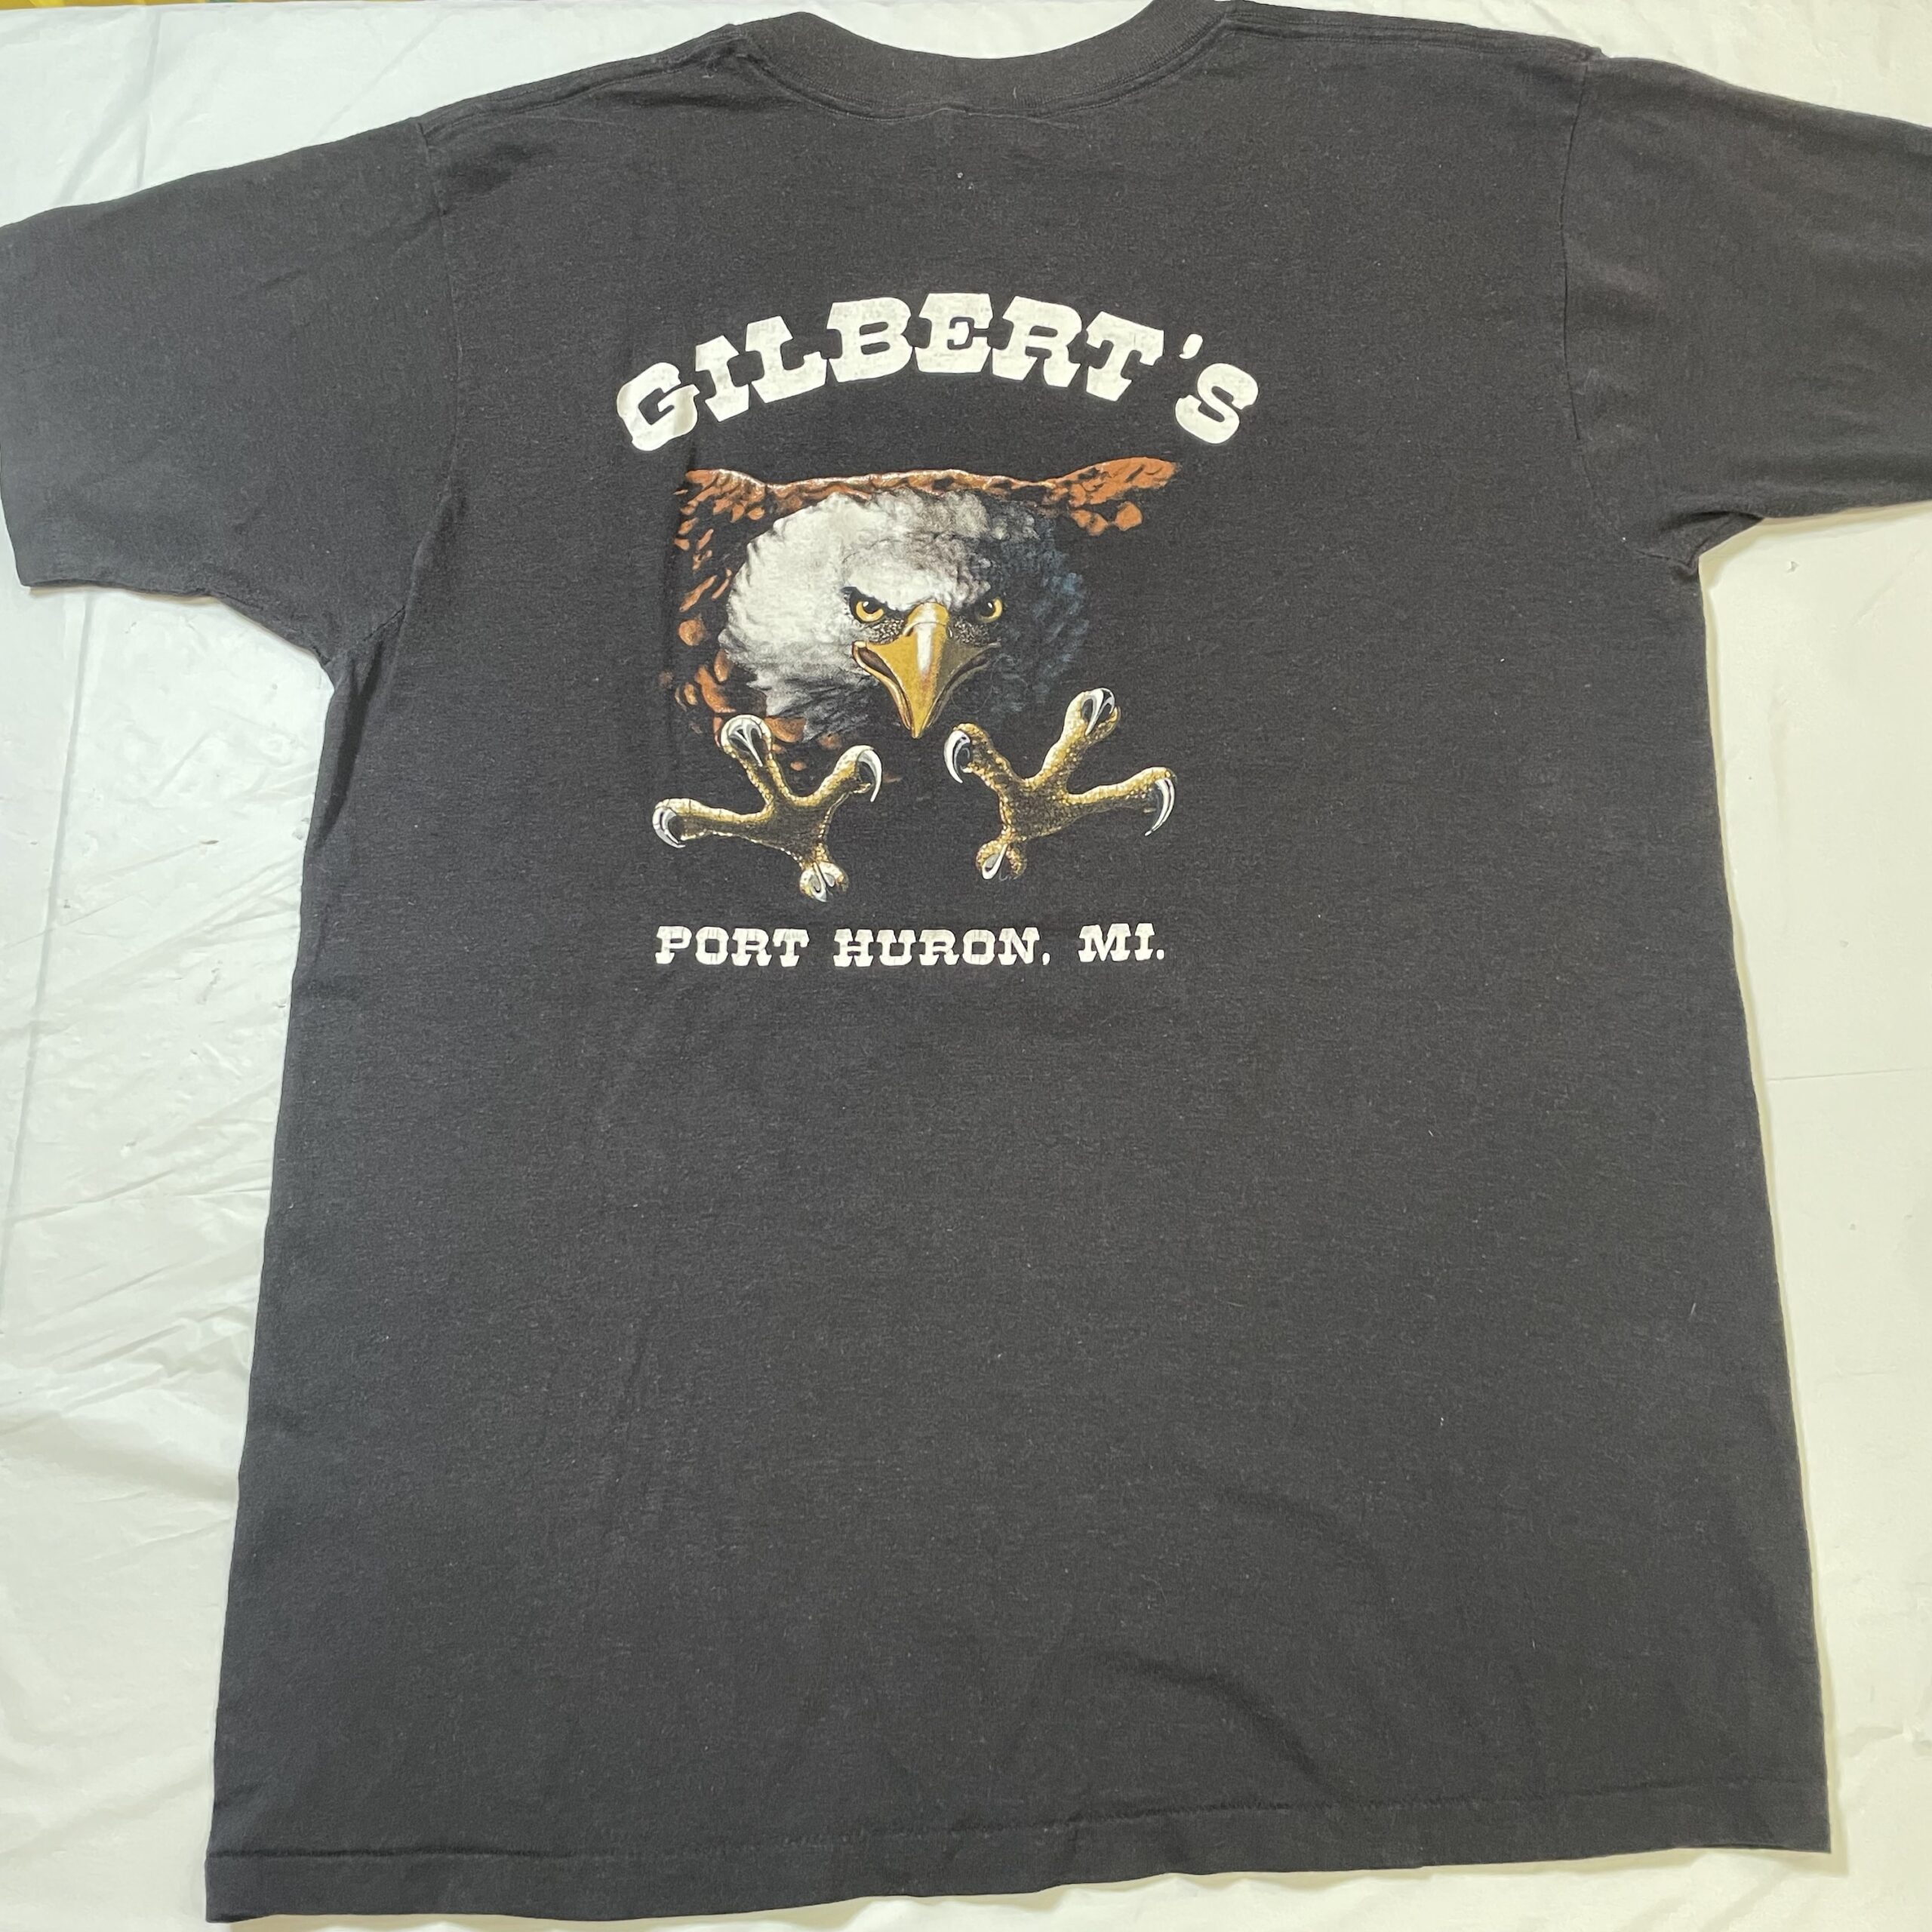 GILBERT'S
PORT HURON, MI.